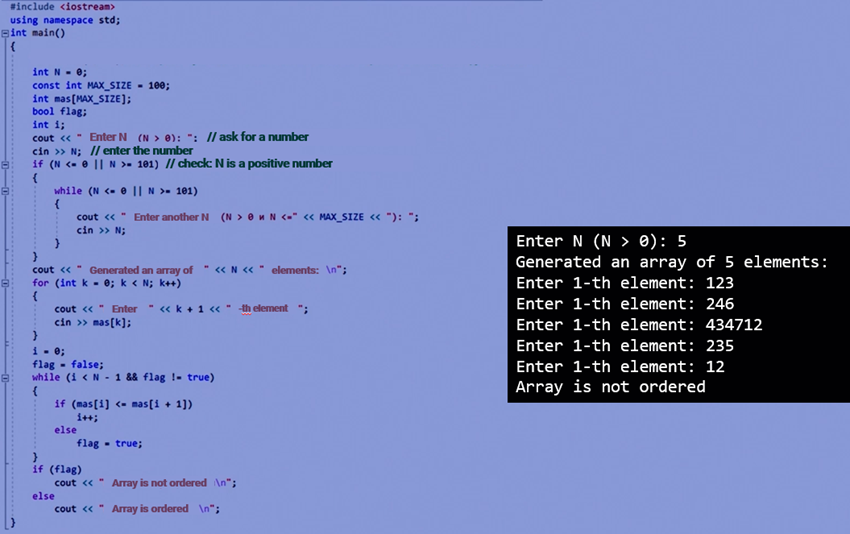 #include <iostream>
using namespace std;
int main()
{
int N = 0;
const int MAX_SIZE = 100;
int mas[MAX_SIZE];
bool flag;
int i;
cout << " Enter N (N > 0): "; // ask for a number
cin >> N; // enter the number
if (N <= 0 || N >= 101) // check: N is a positive number
{
while (N <= 0 || N >= 101)
{
cout << " Enter another N (N > 0 и N <=" << MAX_SIZE << "): ";
cin >> N;
}
}
cout << " Generated an array of " << N << " elements: \n";
for (int k = 0; k < N; k++)
{
cout << " Enter " << k + 1 << " -th element ";
cin >> mas[k];
}
i = 0;
flag = false;
while (i < N - 1 && flag != true)
{
if (mas[i] <= mas[i + 1])
i++;
else
flag = true;
}
if (flag)
cout << " Array is not ordered \n";
else
cout << " Array is ordered \n";
}
Enter N (N > 0): 5
Generated an array of 5 elements:
Enter 1-th element: 123
Enter 1-th element: 246
Enter 1-th element: 434712
Enter 1-th element: 235
Enter 1-th element: 12
Array is not ordered